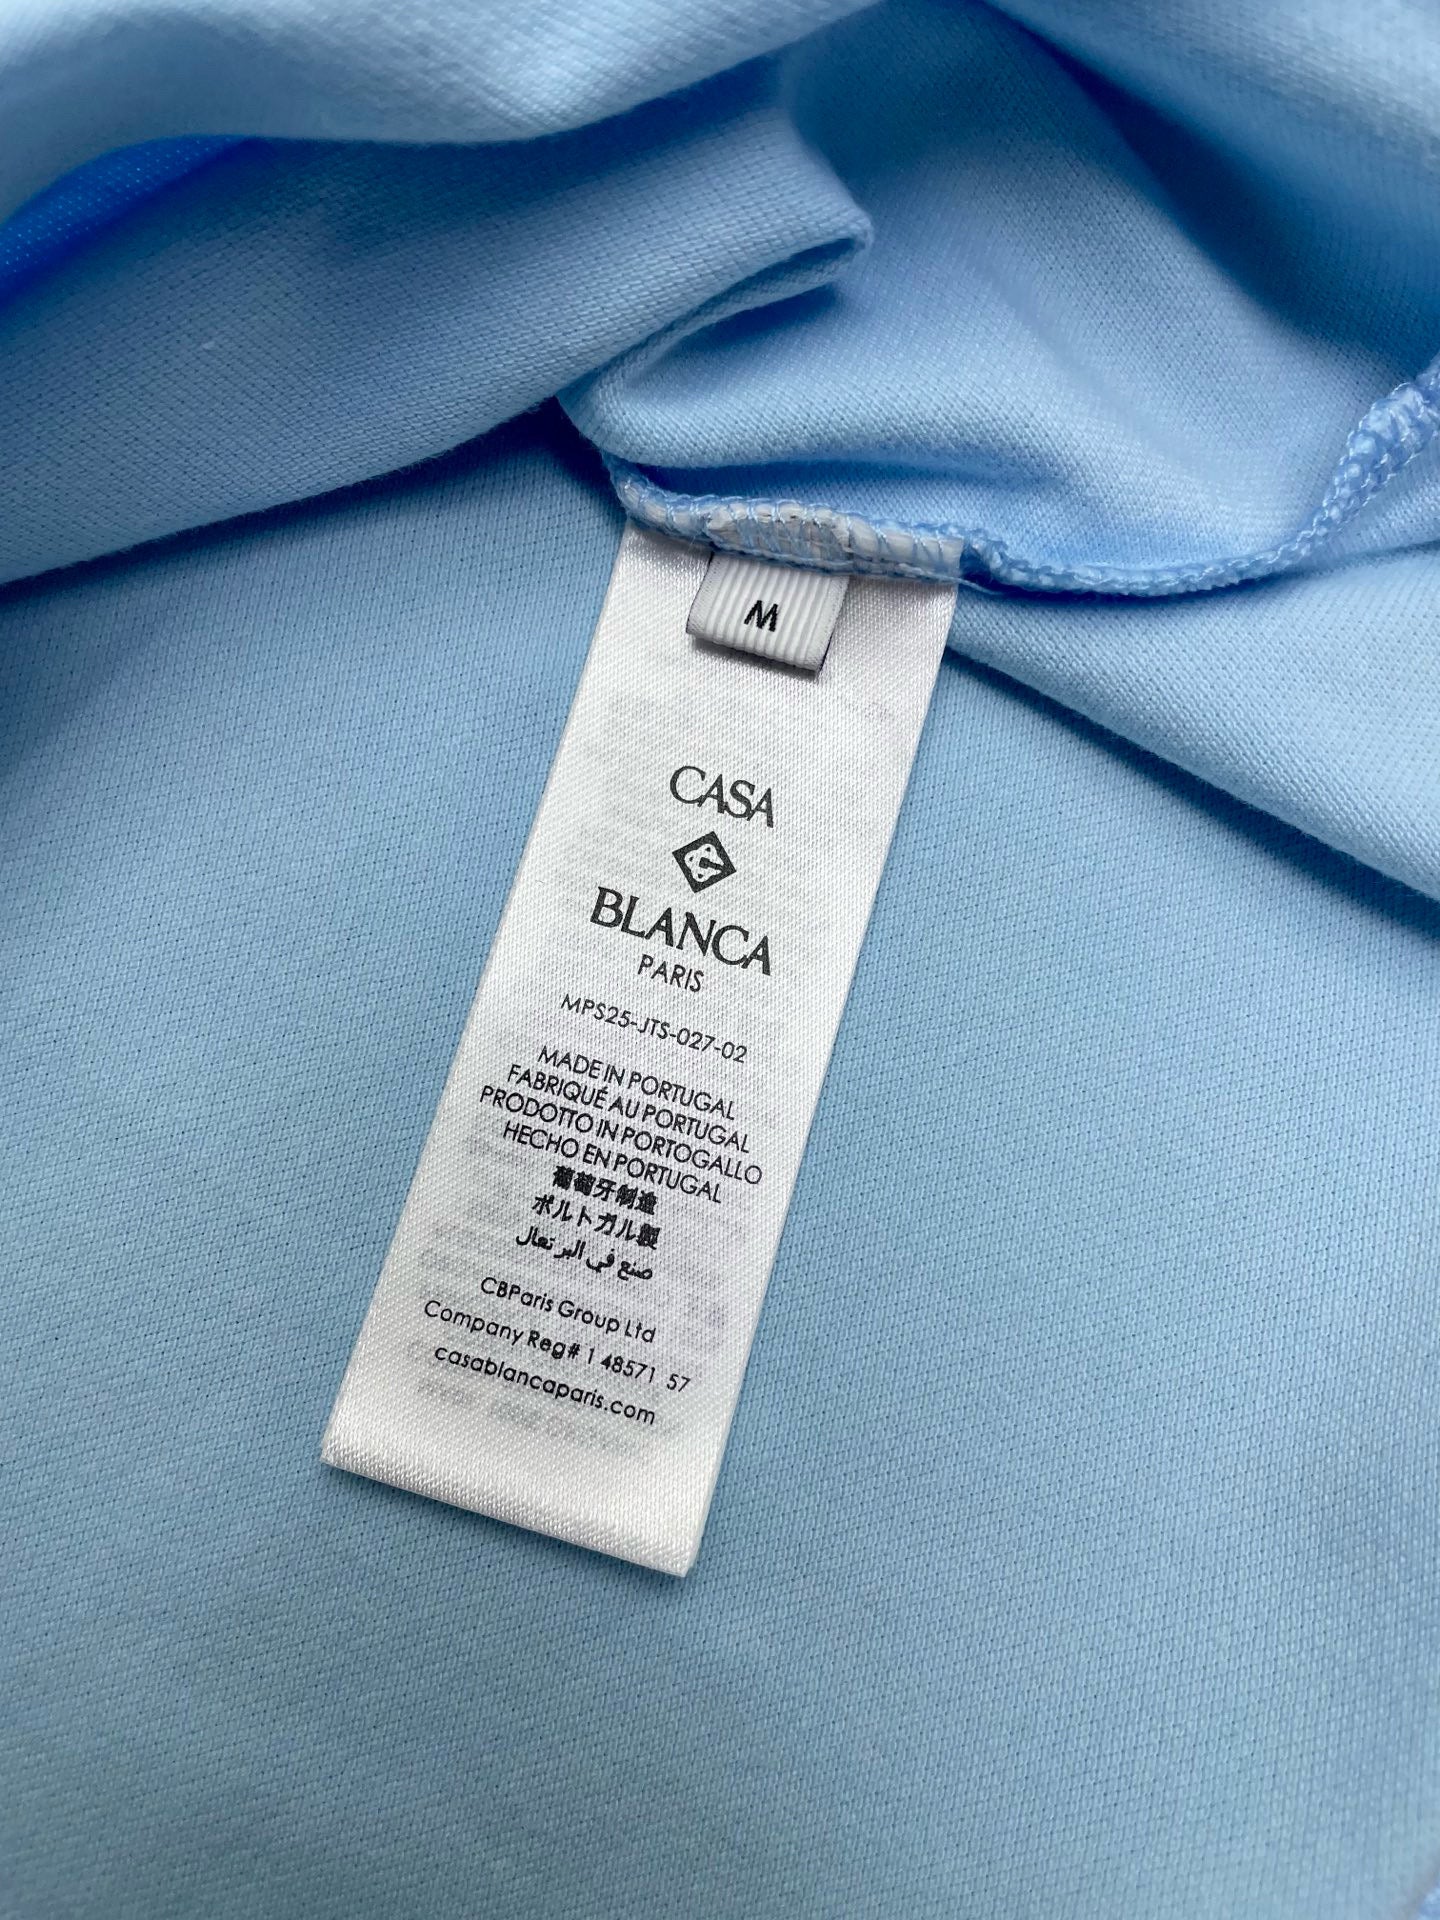 M
CASA
BLANCA
PARIS
MPS25-JTS-027-02
MADE IN PORTUGAL
FABRIQUÉ AU PORTUGAL
PRODOTTO IN PORTOGALLO
HECHO EN PORTUGAL
葡萄牙制造
ポルトガル製
صنع في البر تعال
CBParis Group Ltd
Company Reg# 1 48571 57
casablancaparis.com